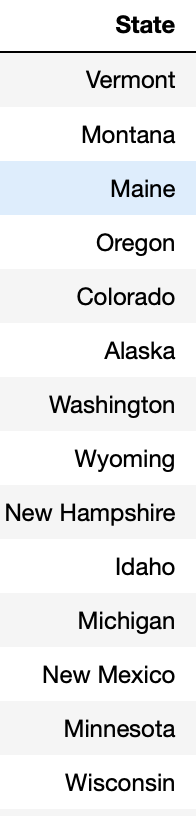 State
Vermont
Montana
Maine
Oregon
Colorado
Alaska
Washington
Wyoming
New Hampshire
Idaho
Michigan
New Mexico
Minnesota
Wisconsin